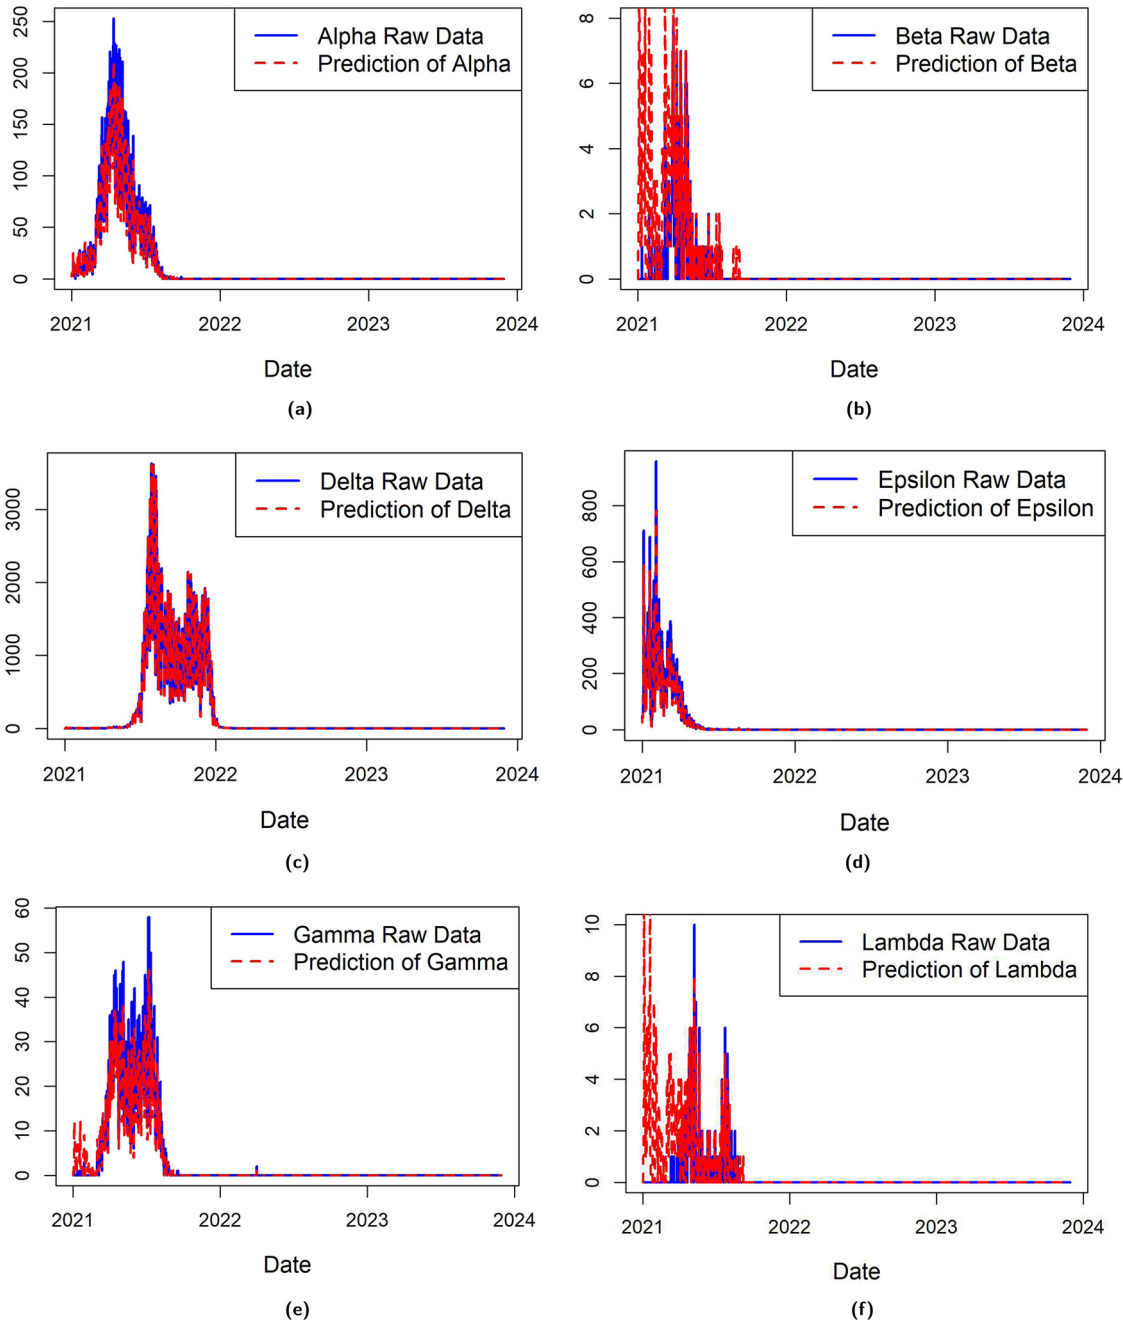 Alpha Raw Data
Prediction of Alpha
0
50
100
150
200
250
2021
2022
2023
2024
Date
(a)
Beta Raw Data
Prediction of Beta
0
2
4
6
8
2021
2022
2023
2024
Date
(b)
Delta Raw Data
Prediction of Delta
0
1000
2000
3000
2021
2022
2023
2024
Date
(c)
Epsilon Raw Data
Prediction of Epsilon
0
200
400
600
800
2021
2022
2023
2024
Date
(d)
Gamma Raw Data
Prediction of Gamma
0
10
20
30
40
50
60
2021
2022
2023
2024
Date
(e)
Lambda Raw Data
Prediction of Lambda
0
2
4
6
8
10
2021
2022
2023
2024
Date
(f)